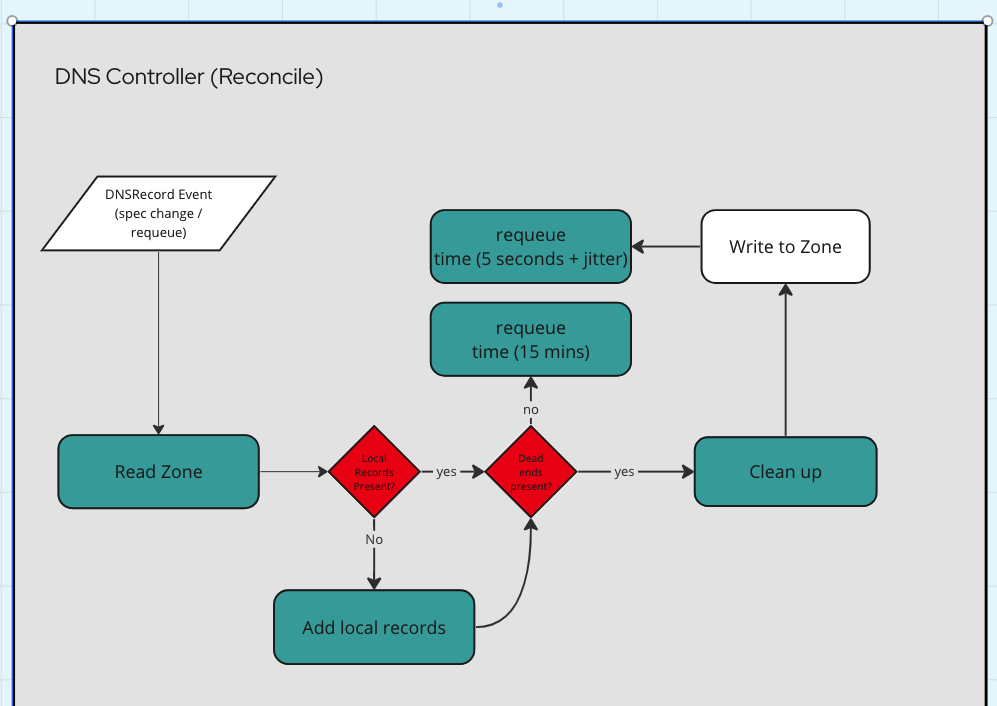 DNS Controller (Reconcile)
DNSRecord Event
(spec change /
requeue)
requeue
time (5 seconds + jitter)
Write to Zone
requeue
time (15 mins)
no
Read Zone
Local
Records
Present?
yes
Dead
ends
present?
yes
Clean up
No
Add local records